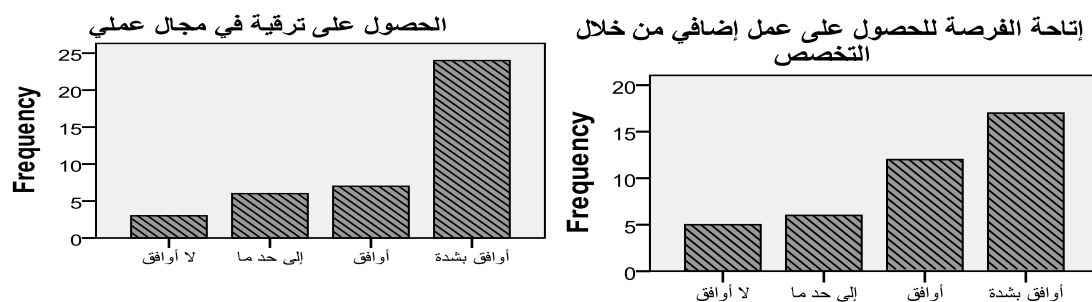 الحصول على ترقية في مجال عملي
Frequency
25
20
15
10
5
0
لا أوافق
إلى حد ما
أوافق
أوافق بشدة
إتاحة الفرصة للحصول على عمل إضافي من خلال
التخصص
Frequency
20
15
10
5
0
لا أوافق
إلى حد ما
أوافق
أوافق بشدة